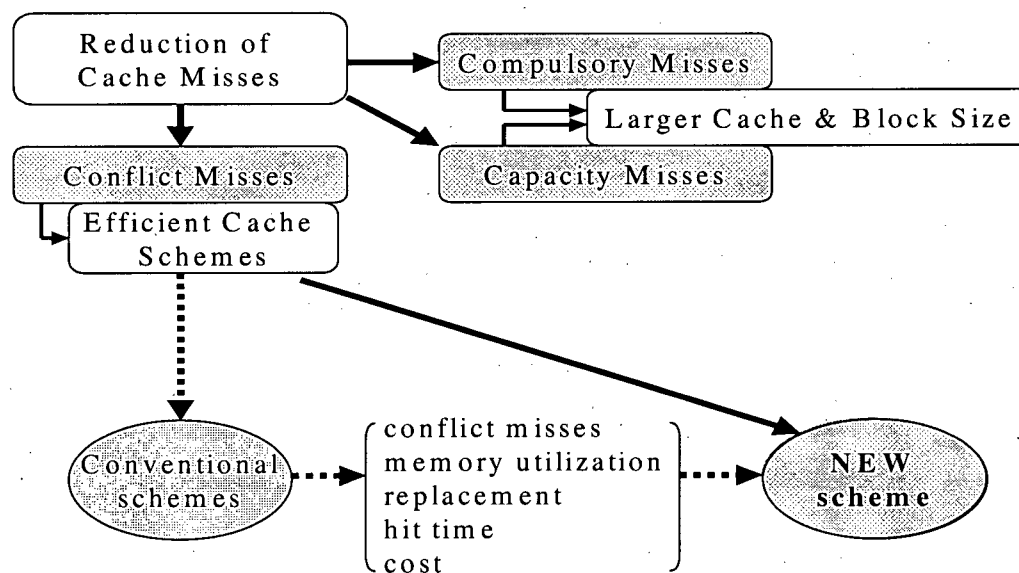 Reduction of
Cache Misses
Compulsory Misses
Larger Cache & Block Size
Capacity Misses
Conflict Misses
Efficient Cache
Schemes
Conventional
schemes
conflict misses
memory utilization
replacement
hit time
cost
NEW
scheme